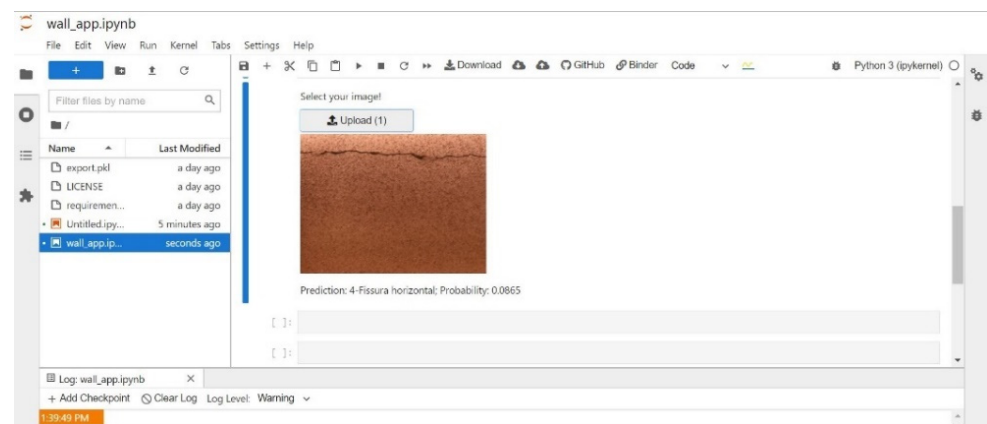 wall_app.ipynb
File Edit View Run Kernel Tabs Settings Help
+ Download GitHub Binder Code Python 3 (ipykernel)
Filter files by name
/
Name Last Modified
export.pkl a day ago
LICENSE a day ago
requiremen... a day ago
Untitled.ipy... 5 minutes ago
wall_app.ip... seconds ago
Select your image!
Upload (1)
Prediction: 4-Fissura horizontal; Probability: 0.0865
[ ]:
[ ]:
Log: wall_app.ipynb
+ Add Checkpoint Clear Log Log Level: Warning
1:39:49 PM